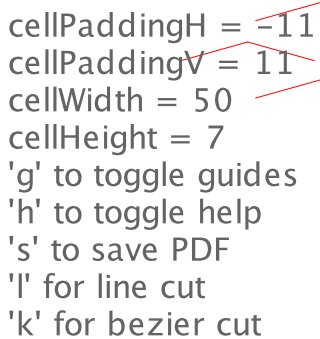 cellPaddingH = -11
cellPaddingV = 11
cellWidth = 50
cellHeight = 7
'g' to toggle guides
'h' to toggle help
's' to save PDF
'l' for line cut
'k' for bezier cut